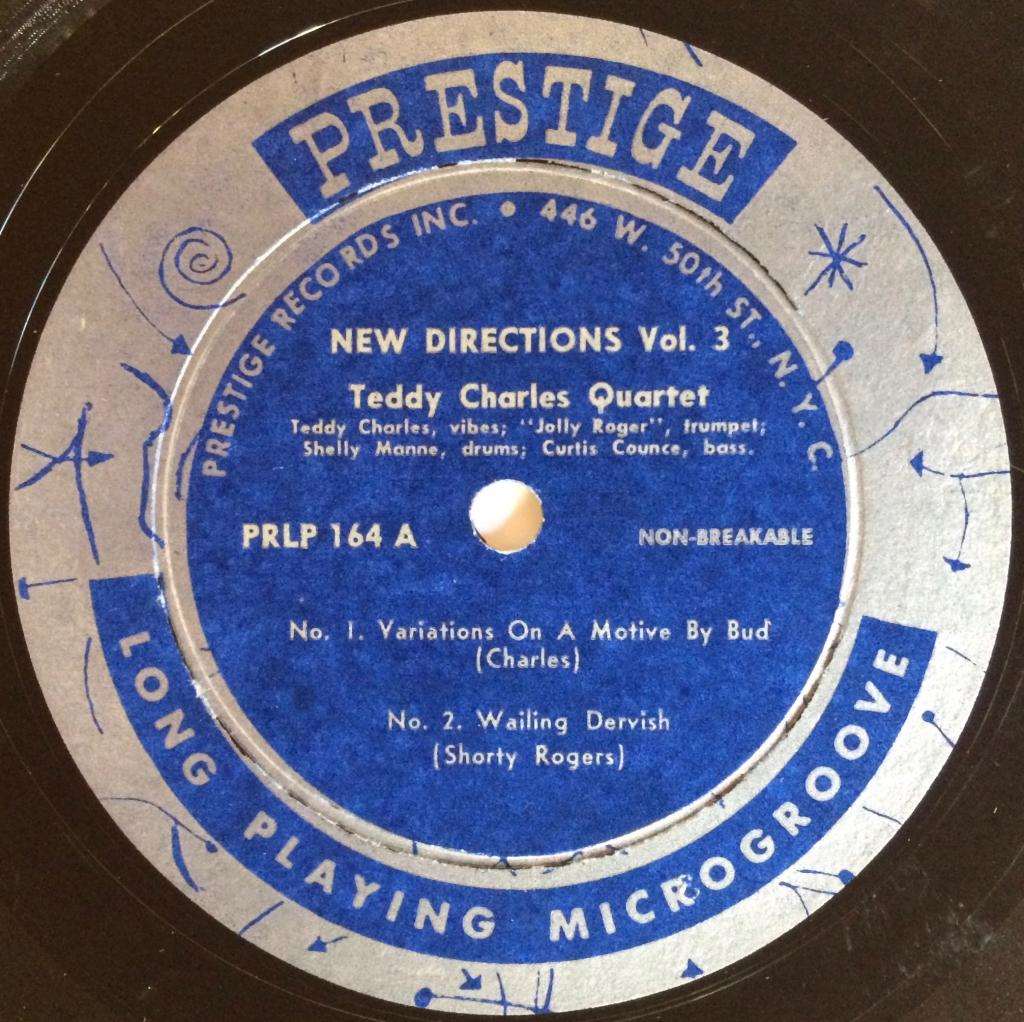 PRESTIGE
PRESTIGE RECORDS INC. • 446 W. 50th ST., N. Y. C.
NEW DIRECTIONS Vol. 3
Teddy Charles Quartet
Teddy Charles, vibes; "Jolly Roger", trumpet;
Shelly Manne, drums; Curtis Counce, bass.
PRLP 164 A
NON-BREAKABLE
No. 1. Variations On A Motive By Bud
(Charles)
No. 2. Wailing Dervish
(Shorty Rogers)
LONG PLAYING MICROGROOVE